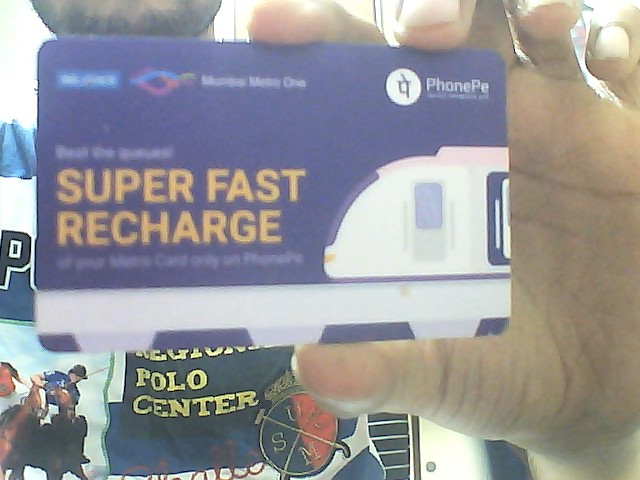 Mumbai Metro One
पे PhonePe
Beat the queues!
SUPER FAST
RECHARGE
of your Metro Card only on PhonePe
REGIONAL
POLO
CENTER
U
S M